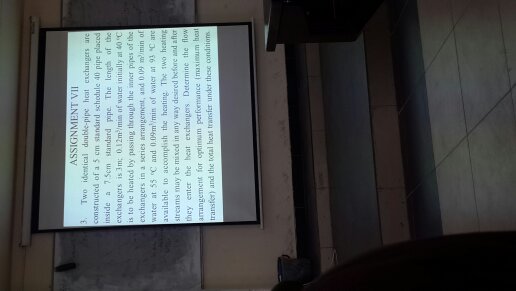 ASSIGNMENT VII
3. Two identical double-pipe heat exchangers are
constructed of a 5 cm standard schedule 40 pipe placed
inside a 7.5cm standard pipe. The length of the
exchangers is 3m; 0.12m³/min of water initially at 40 °C
is to be heated by passing through the inner pipes of the
exchangers in a series arrangement, and 0.09 m³/min of
water at 55 °C and 0.09m³/min of water at 93 °C are
available to accomplish the heating. The two heating
streams may be mixed in any way desired before and after
they enter the heat exchangers. Determine the flow
arrangement for optimum performance (maximum heat
transfer) and the total heat transfer under these conditions.